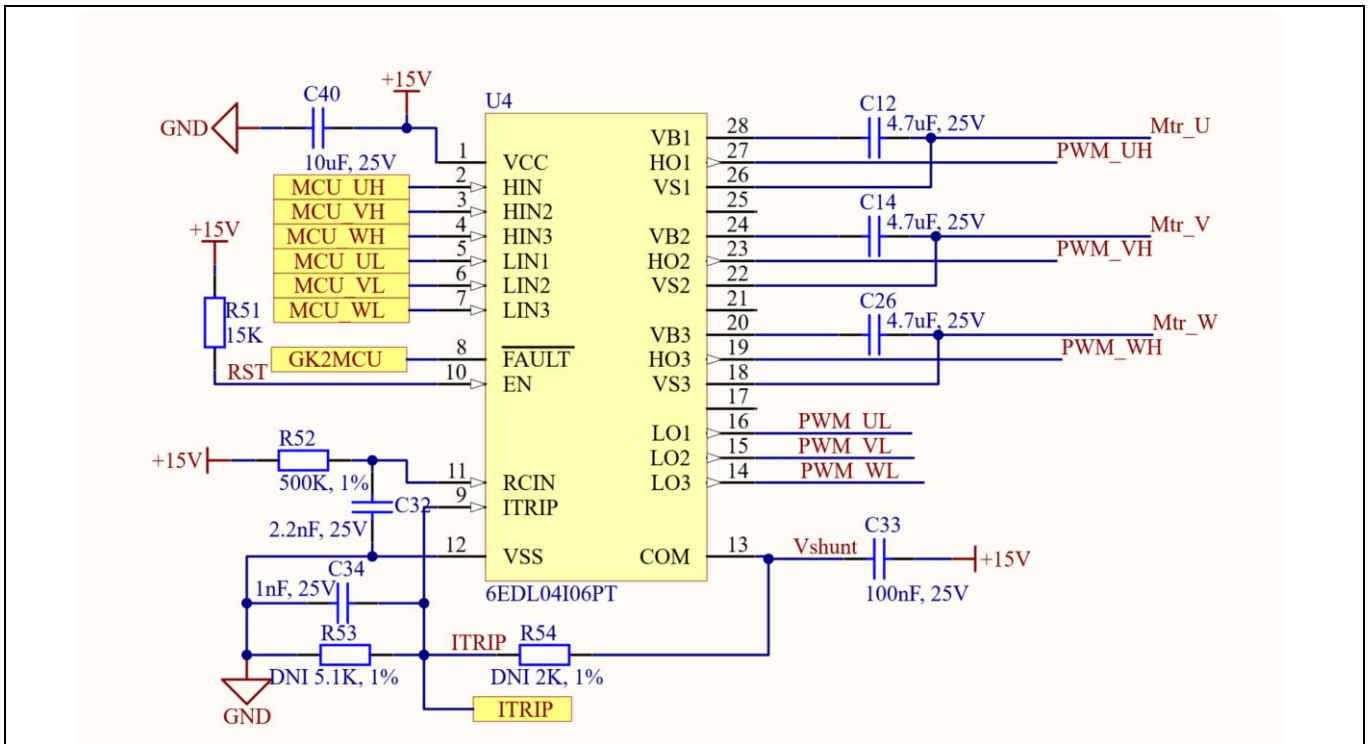 +15V
C40
GND
10uF, 25V
U4
1 VCC
MCU_UH 2 HIN
MCU_VH 3 HIN2
MCU_WH 4 HIN3
MCU_UL 5 LIN1
MCU_VL 6 LIN2
MCU_WL 7 LIN3
+15V
R51
15K
GK2MCU 8 FAULT
RST 10 EN
R52
+15V
500K, 1%
11 RCIN
9 ITRIP
C32
2.2nF, 25V
12 VSS
C34
1nF, 25V
R53
DNI 5.1K, 1%
GND
ITRIP
R54
DNI 2K, 1%
ITRIP
6EDL04I06PT
C12
4.7uF, 25V
VB1 28 Mtr_U
HO1 27 PWM_UH
VS1 26
25
C14
4.7uF, 25V
VB2 24 Mtr_V
HO2 23 PWM_VH
VS2 22
21
C26
4.7uF, 25V
VB3 20 Mtr_W
HO3 19 PWM_WH
VS3 18
17
LO1 16 PWM_UL
LO2 15 PWM_VL
LO3 14 PWM_WL
C33
COM 13 Vshunt +15V
100nF, 25V